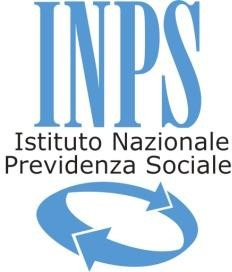 INPS
Istituto Nazionale
Previdenza Sociale